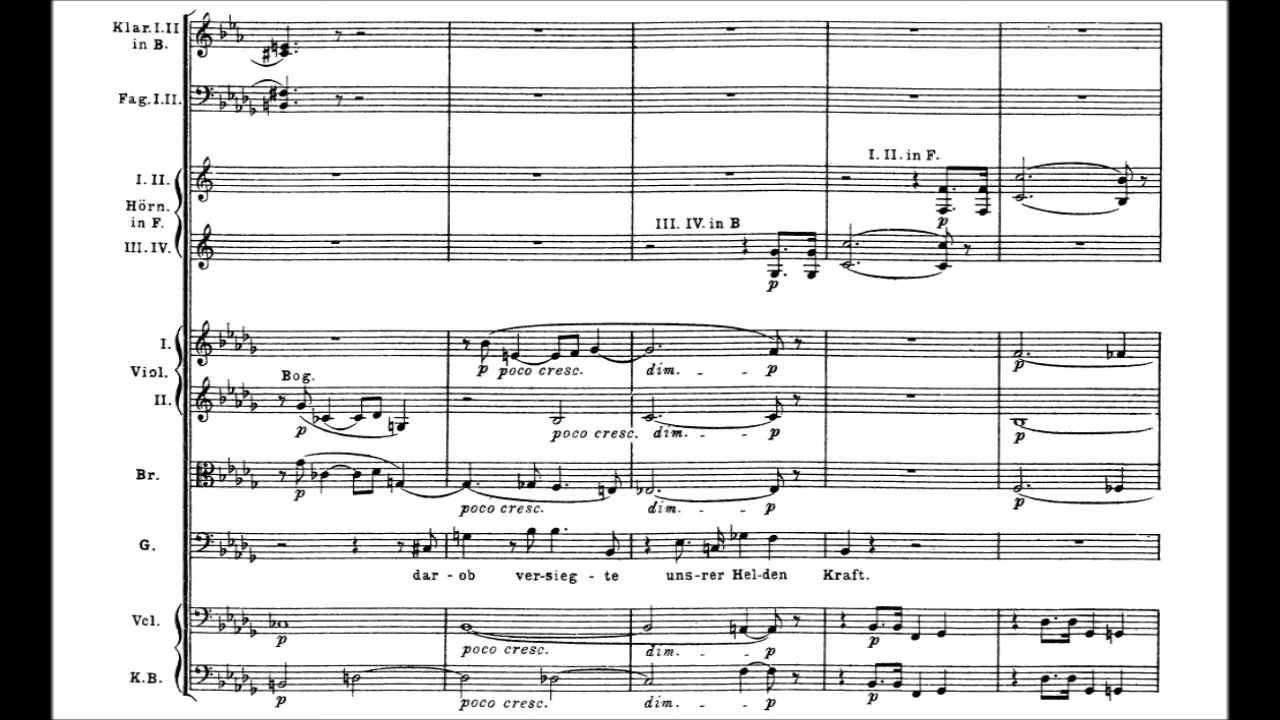 Klar.I.II
in B.
Fag.I.II.
I. II. in F.
I. II.
Hörn.
in F.
III. IV. in B
III. IV.
p
p
I.
Viol.
p poco cresc. dim. - - p p
Bog.
II.
p poco cresc. dim. - - p p
Br.
p poco cresc. dim. - - p p
G.
dar - ob ver-sieg - te uns-rer Hel-den Kraft.
Vcl.
p poco cresc. dim. - - p p
K.B.
p poco cresc. dim. - - p p